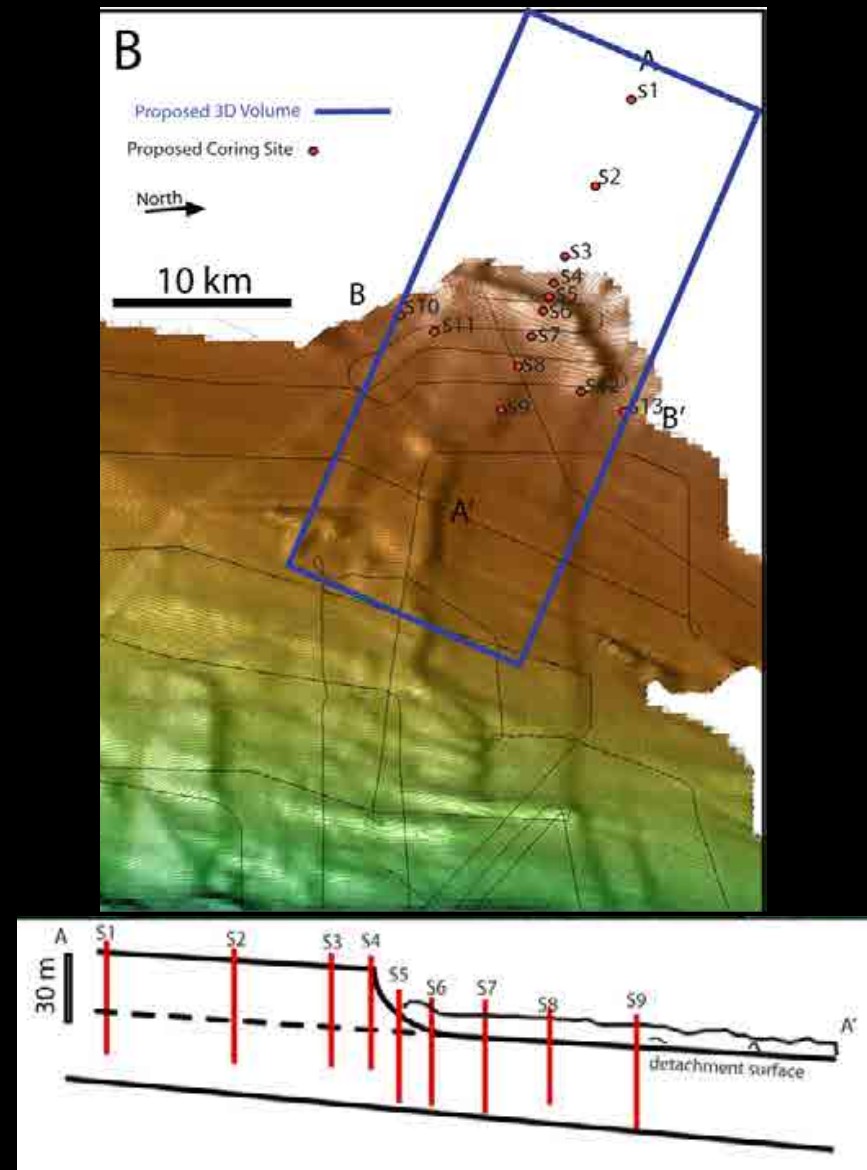 B
A
S1
Proposed 3D Volume
Proposed Coring Site
S2
North
S3
S4
10 km
B
S5
S10
S6
S11
S7
S8
S9
S13
B'
A'
A
S1
S2
S3
S4
30 m
S5
S6
S7
S8
S9
A'
detachment surface